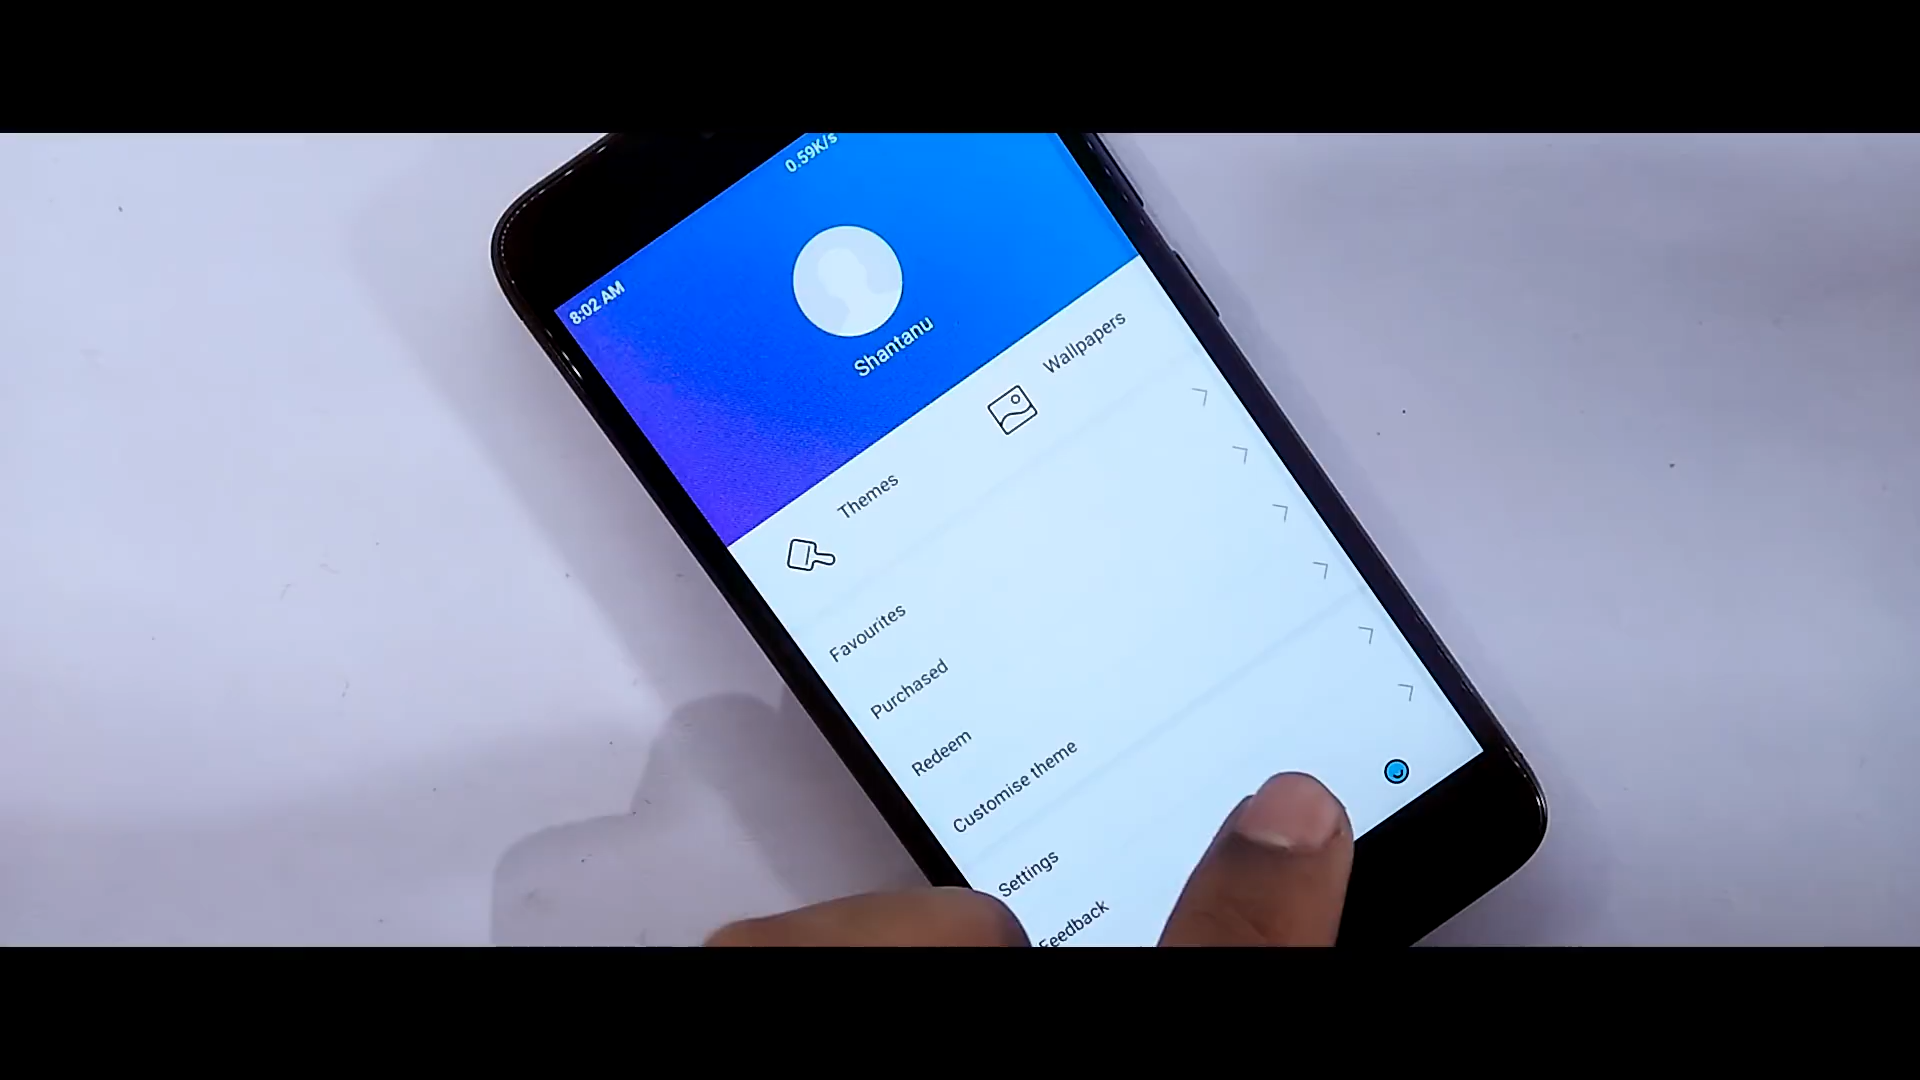 8:02 AM
0.59K/s
Shantanu
Themes
Wallpapers
Favourites
Purchased
Redeem
Customise theme
Settings
Feedback